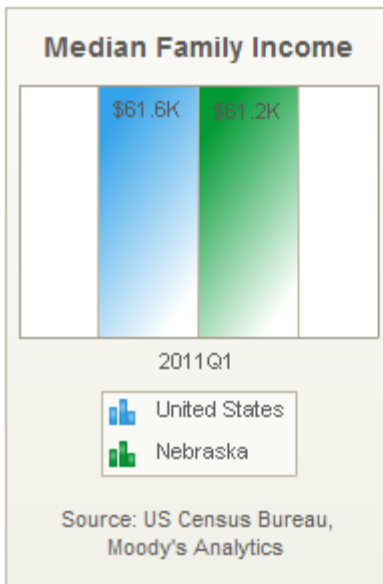 Median Family Income
$61.6K $61.2K
2011Q1
United States
Nebraska
Source: US Census Bureau,
Moody's Analytics